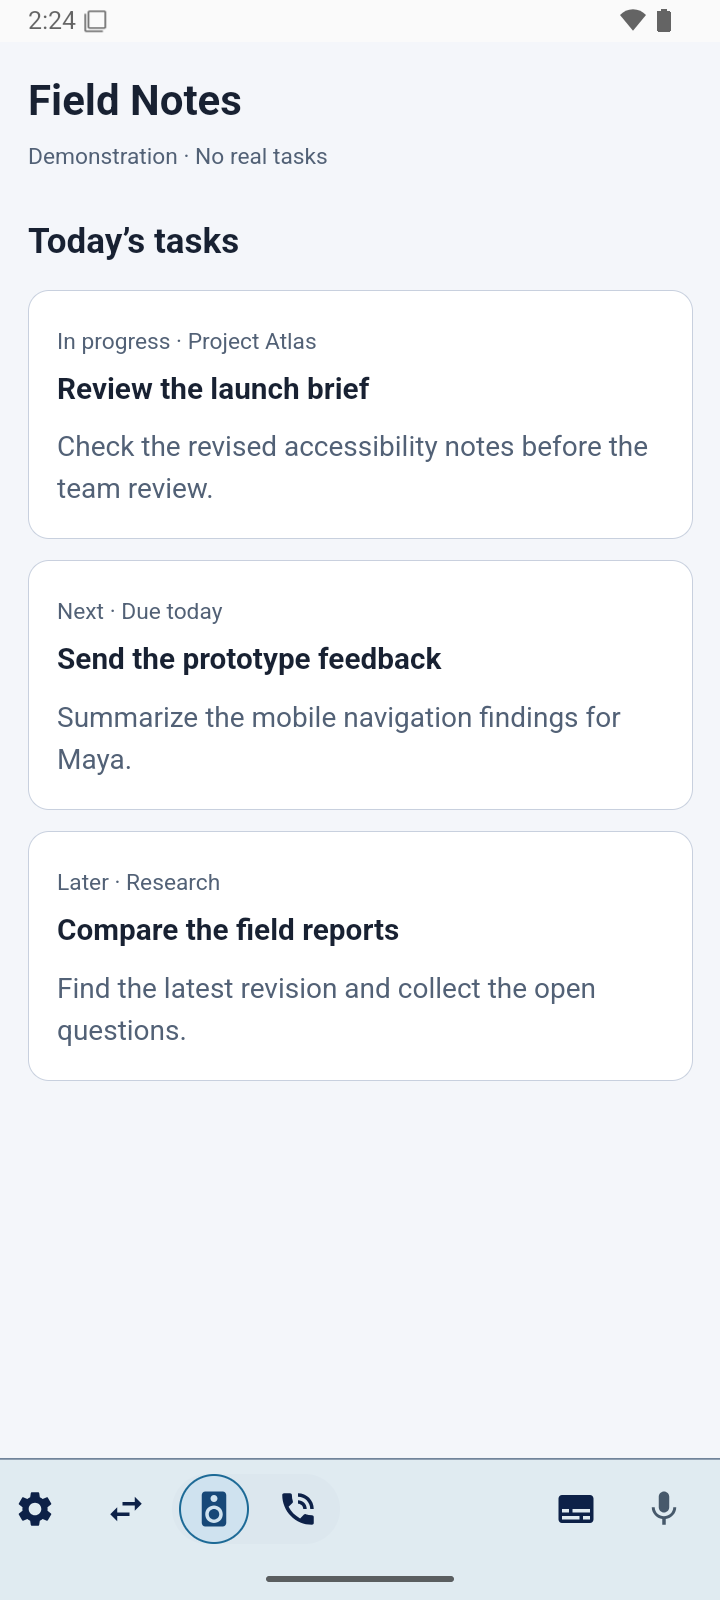 2:24
Field Notes
Demonstration · No real tasks
Today’s tasks
In progress · Project Atlas
Review the launch brief
Check the revised accessibility notes before the
team review.
Next · Due today
Send the prototype feedback
Summarize the mobile navigation findings for
Maya.
Later · Research
Compare the field reports
Find the latest revision and collect the open
questions.